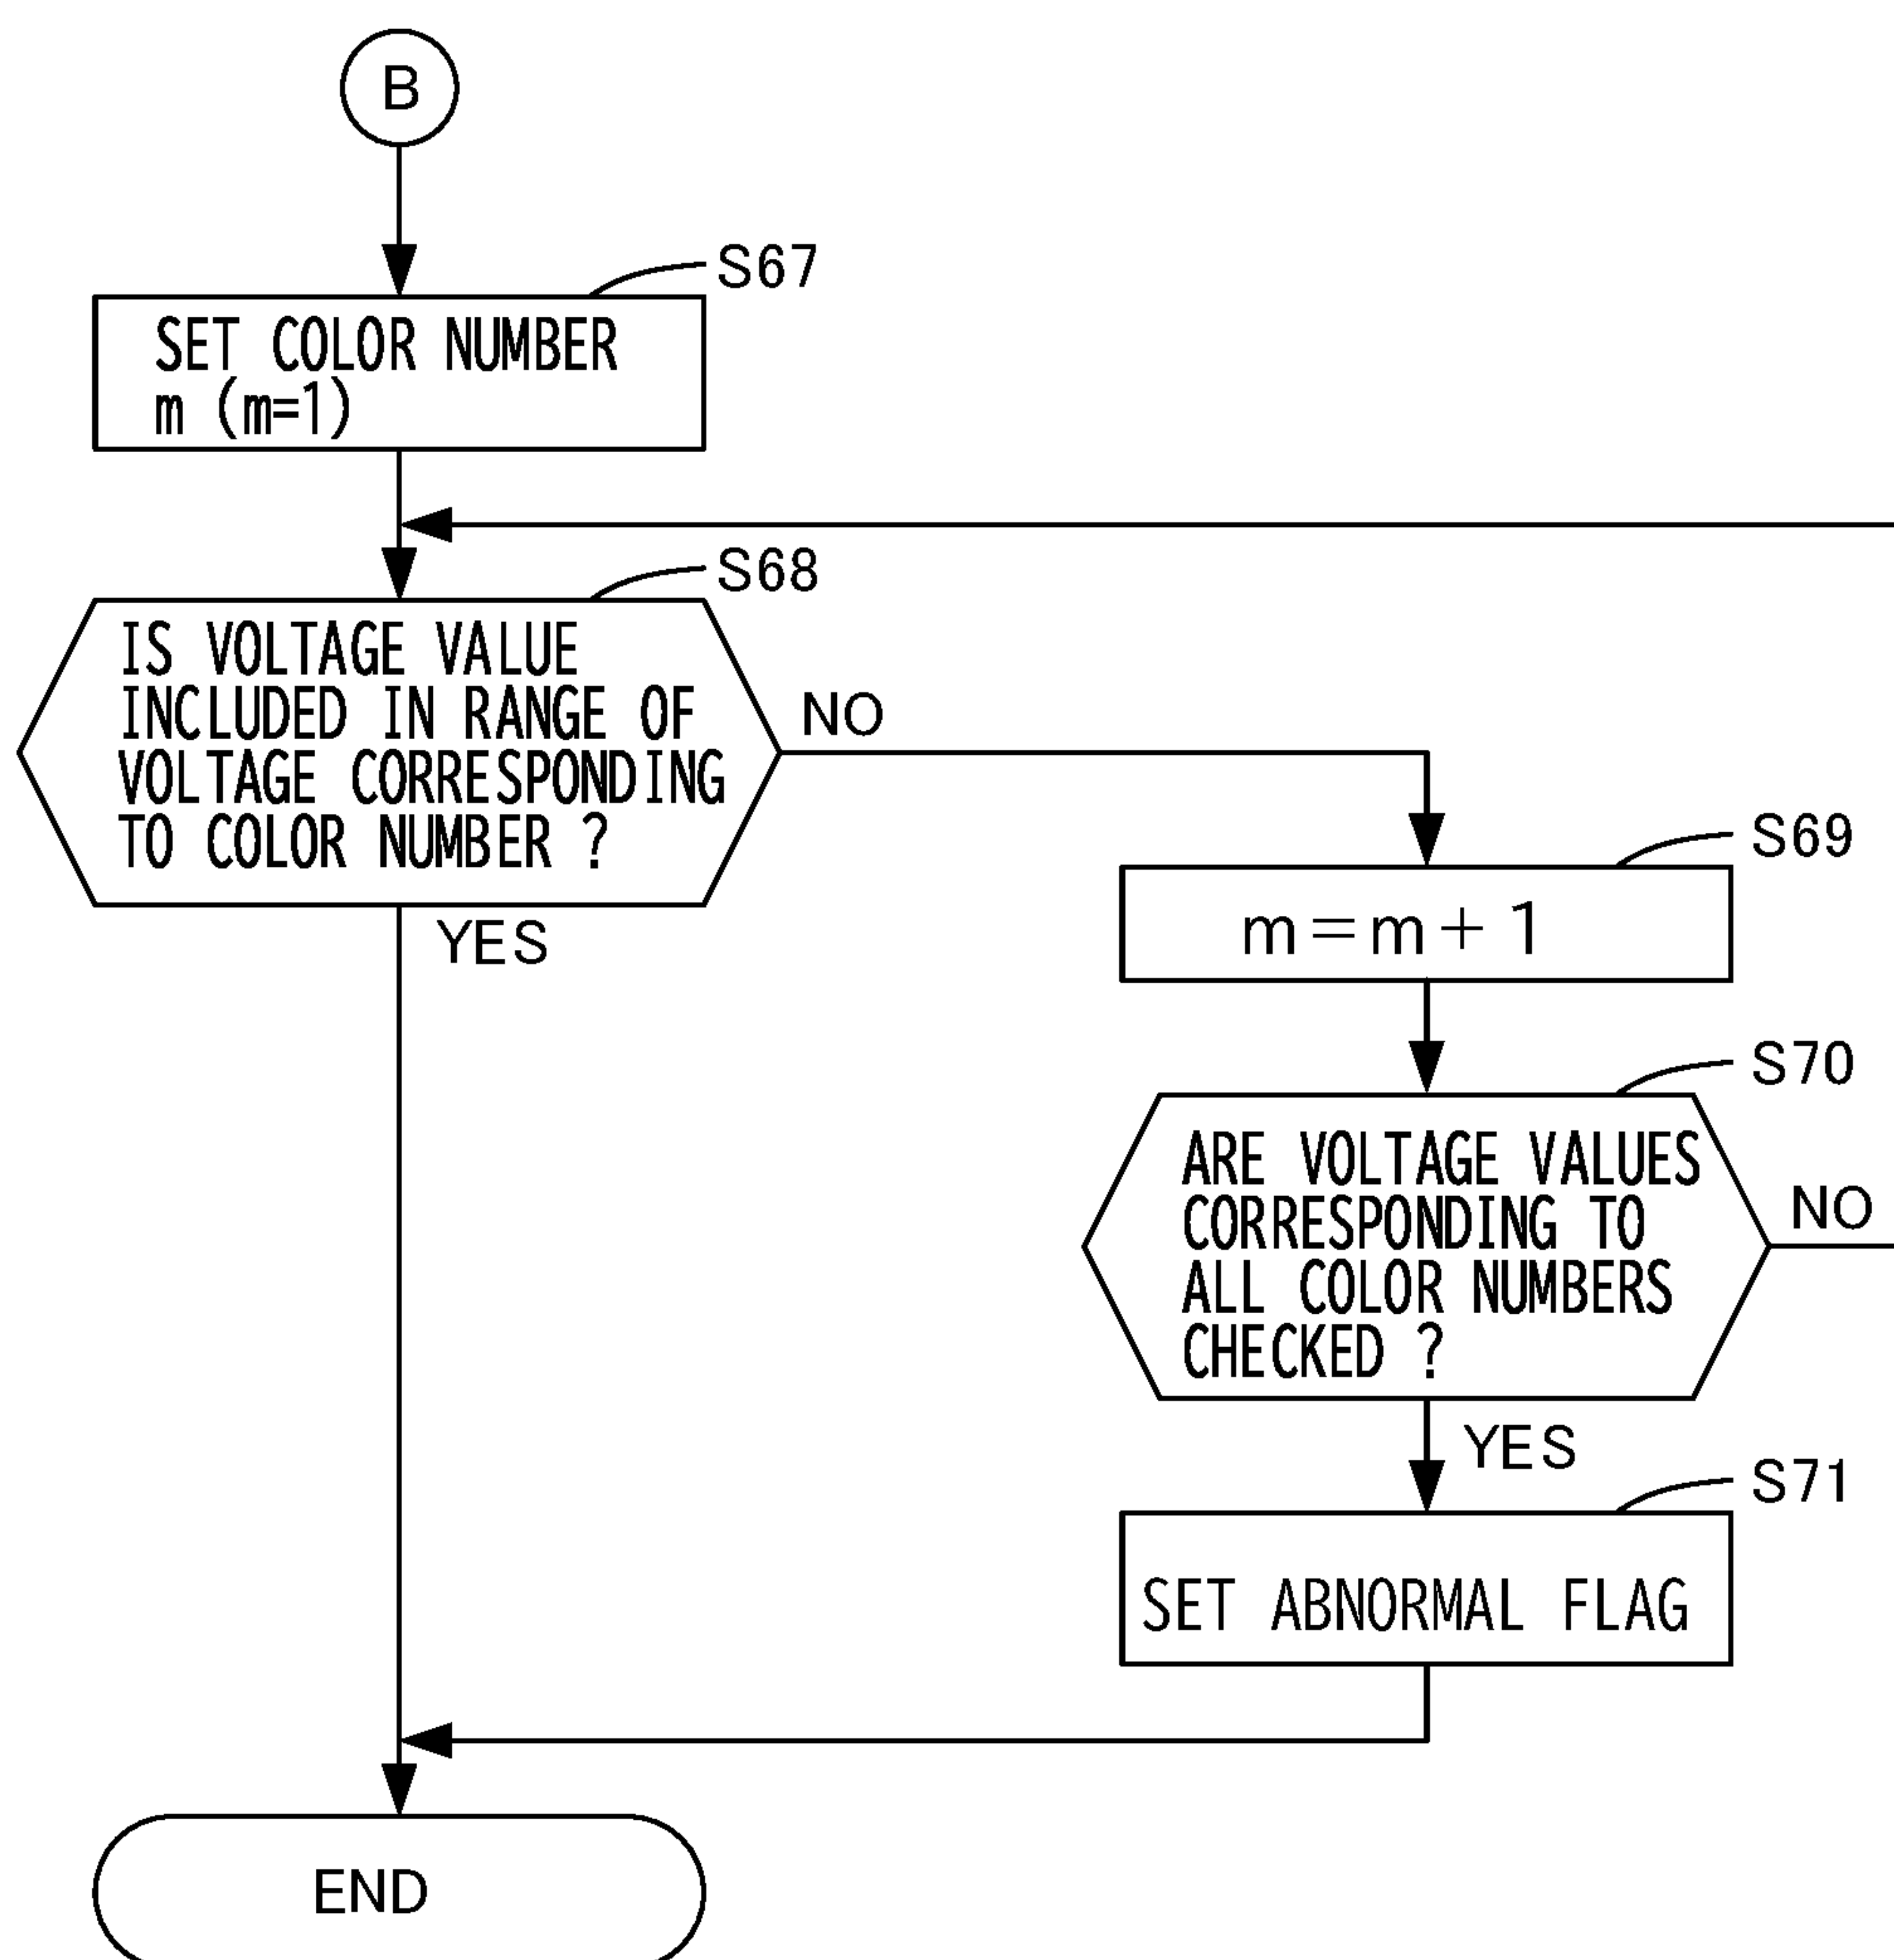 B
S67
SET COLOR NUMBER
m (m=1)
S68
IS VOLTAGE VALUE
INCLUDED IN RANGE OF
VOLTAGE CORRESPONDING
TO COLOR NUMBER ?
NO
YES
S69
m=m+1
S70
ARE VOLTAGE VALUES
CORRESPONDING TO
ALL COLOR NUMBERS
CHECKED ?
NO
YES
S71
SET ABNORMAL FLAG
END